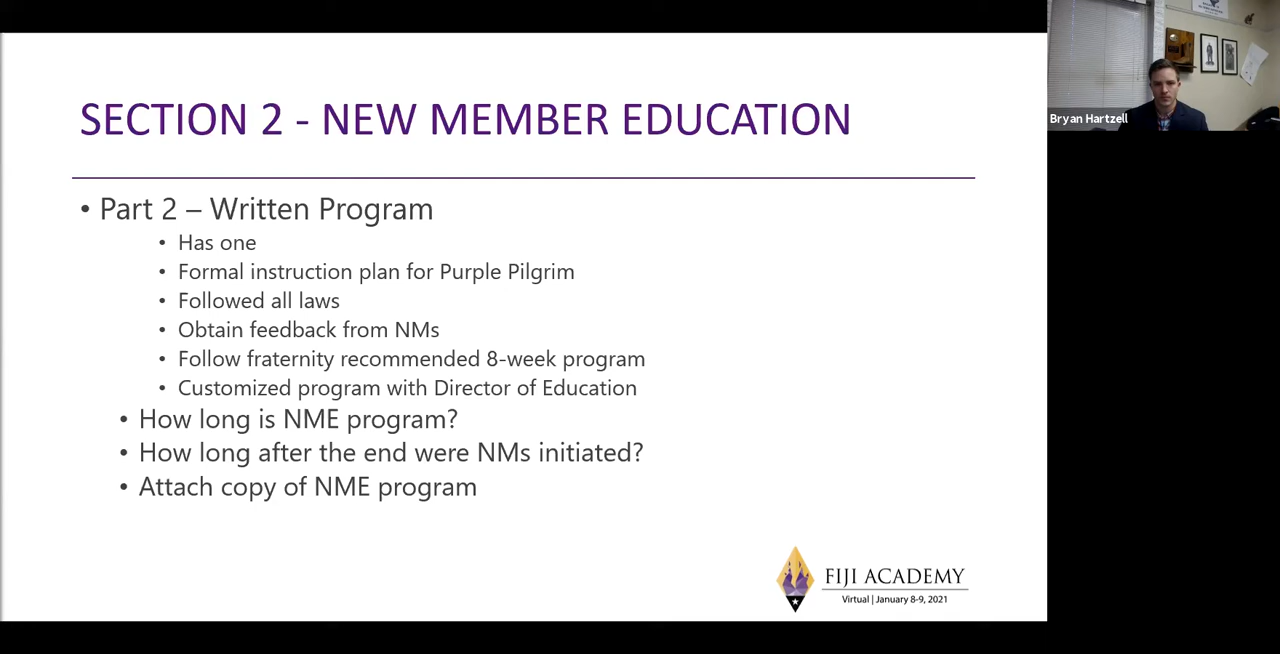 SECTION 2 - NEW MEMBER EDUCATION
• Part 2 – Written Program
• Has one
• Formal instruction plan for Purple Pilgrim
• Followed all laws
• Obtain feedback from NMs
• Follow fraternity recommended 8-week program
• Customized program with Director of Education
• How long is NME program?
• How long after the end were NMs initiated?
• Attach copy of NME program
FIJI ACADEMY
Virtual | January 8-9, 2021
Bryan Hartzell